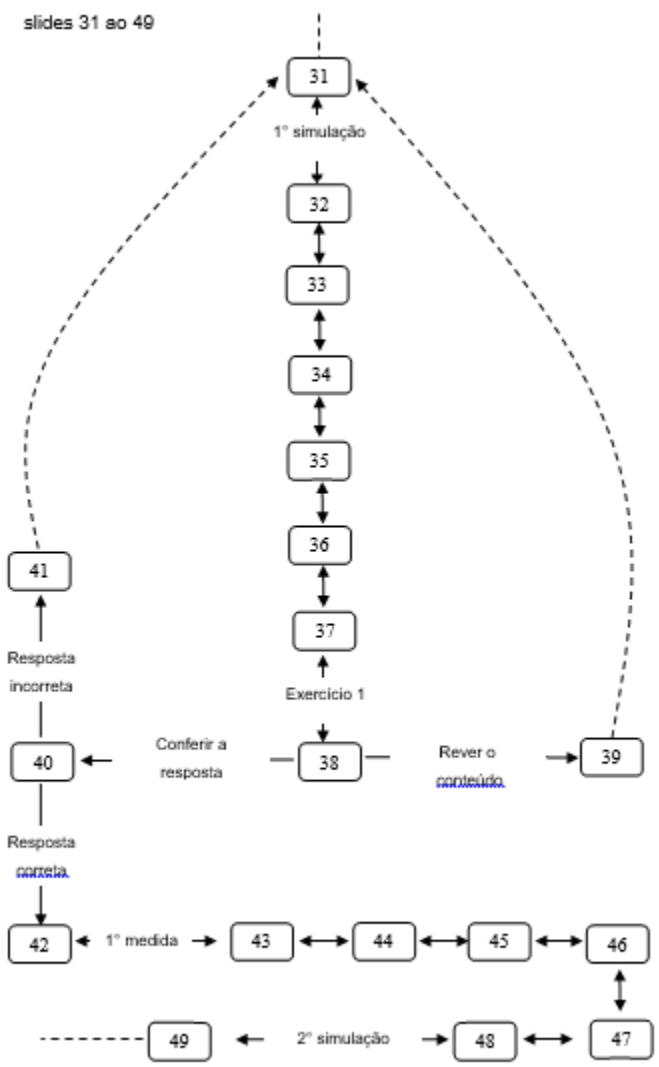 slides 31 ao 49
31
1° simulação
32
33
34
35
36
41
37
Resposta
incorreta
Exercício 1
40
Conferir a
resposta
38
Rever o
conteúdo
39
Resposta
correta
42
1° medida
43
44
45
46
49
2° simulação
48
47